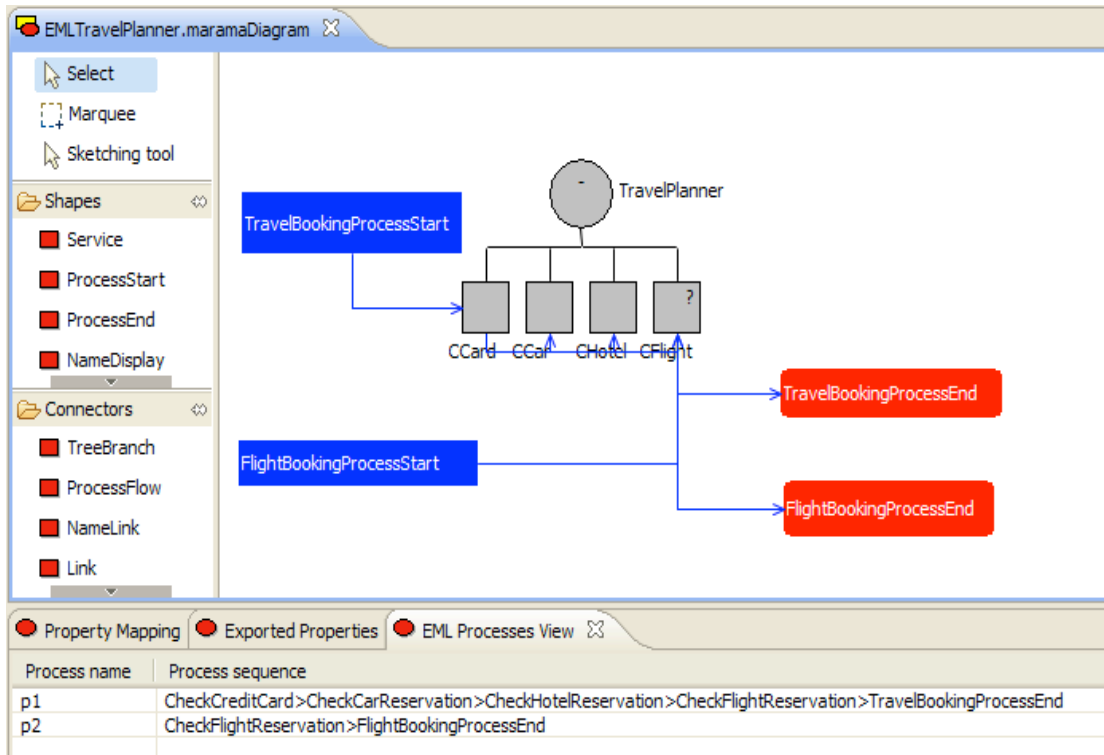 EMLTravelPlanner.maramaDiagram
Select
Marquee
Sketching tool
Shapes
Service
ProcessStart
ProcessEnd
NameDisplay
Connectors
TreeBranch
ProcessFlow
NameLink
Link
-
TravelPlanner
TravelBookingProcessStart
?
CCard CCar CHotel CFlight
TravelBookingProcessEnd
FlightBookingProcessStart
FlightBookingProcessEnd
Property Mapping Exported Properties EML Processes View
Process name Process sequence
p1 CheckCreditCard>CheckCarReservation>CheckHotelReservation>CheckFlightReservation>TravelBookingProcessEnd
p2 CheckFlightReservation>FlightBookingProcessEnd